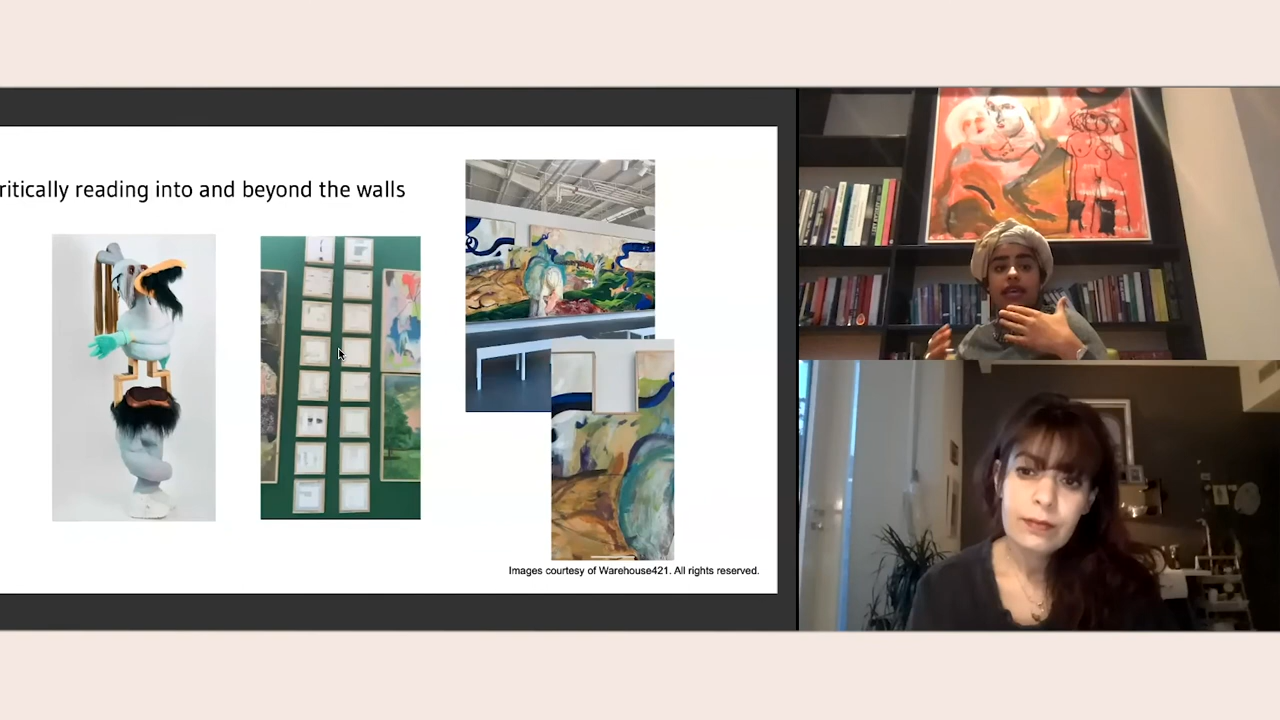 ritically reading into and beyond the walls
Images courtesy of Warehouse421. All rights reserved.